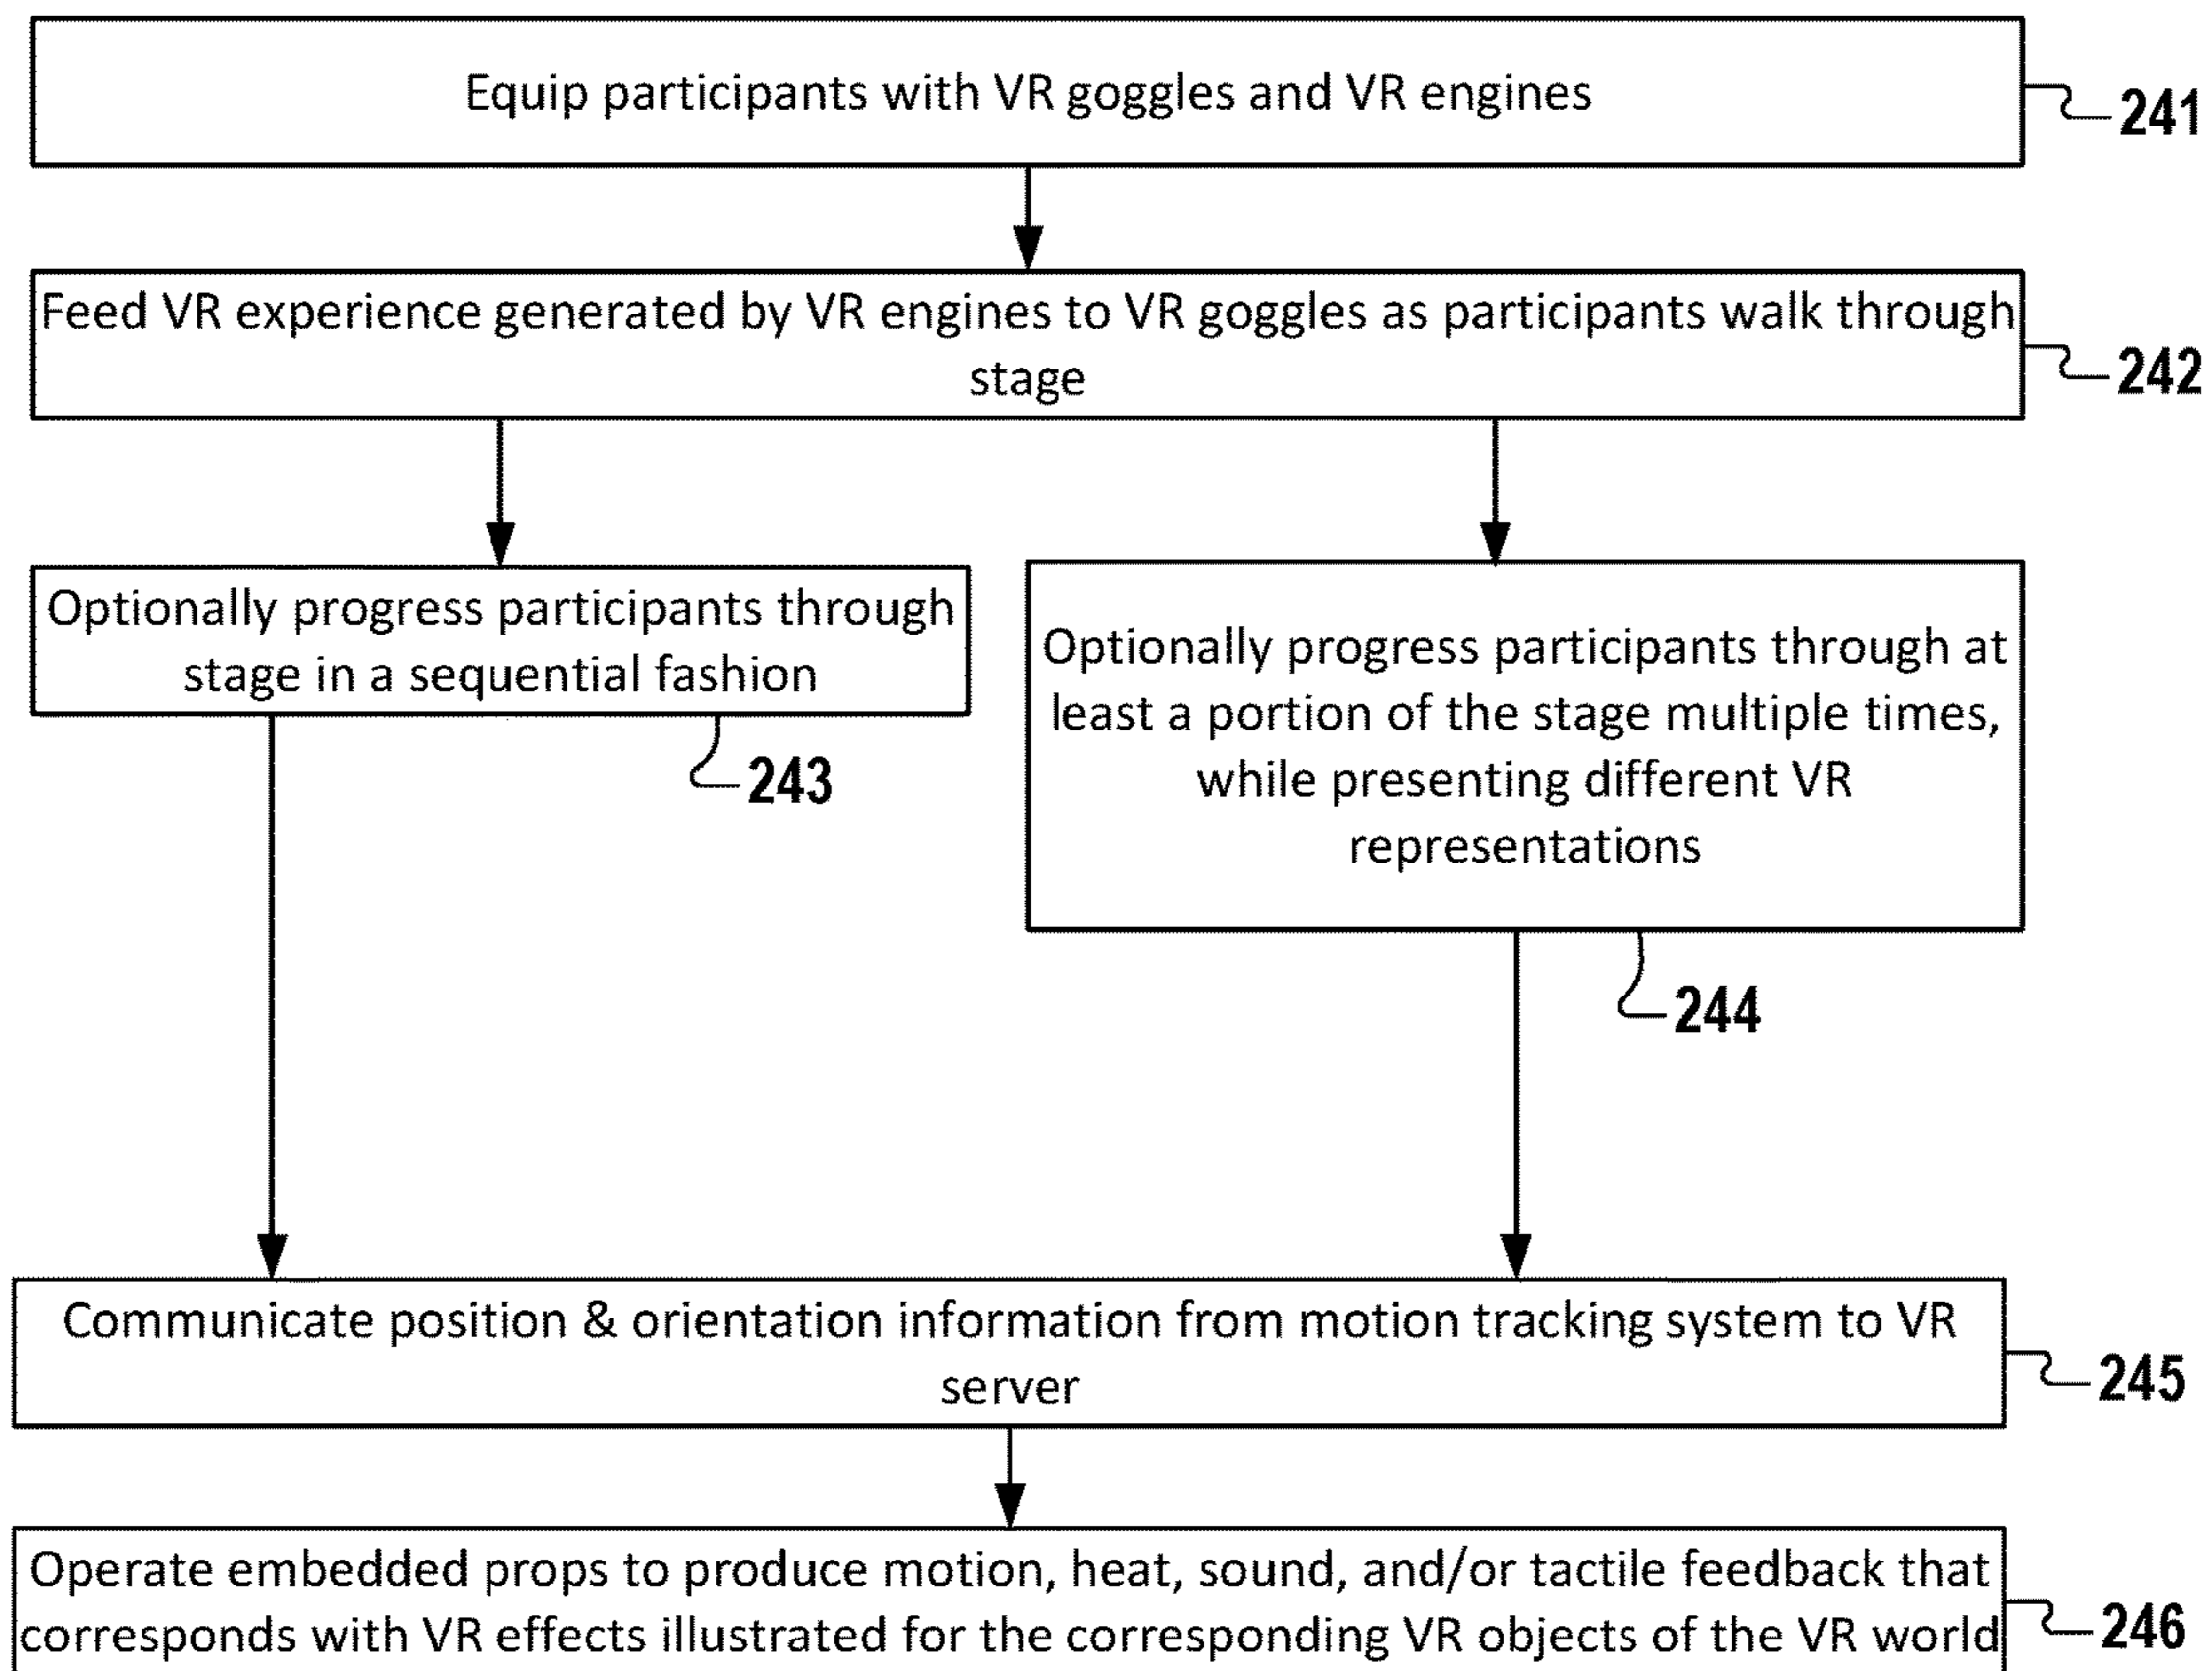 Equip participants with VR goggles and VR engines
241
Feed VR experience generated by VR engines to VR goggles as participants walk through
stage
242
Optionally progress participants through
stage in a sequential fashion
243
Optionally progress participants through at
least a portion of the stage multiple times,
while presenting different VR
representations
244
Communicate position & orientation information from motion tracking system to VR
server
245
Operate embedded props to produce motion, heat, sound, and/or tactile feedback that
corresponds with VR effects illustrated for the corresponding VR objects of the VR world
246